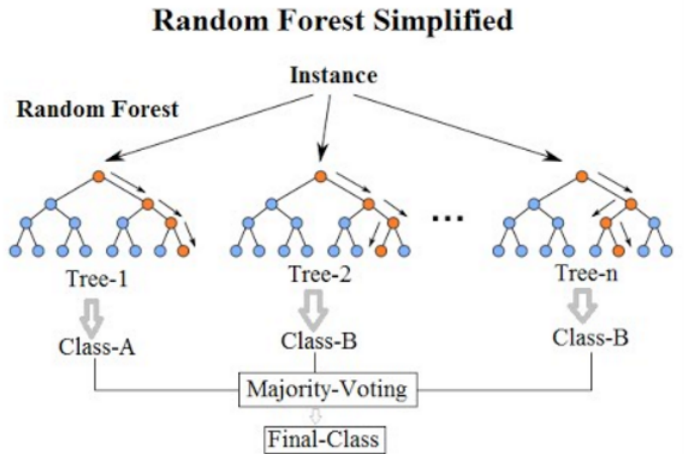 Random Forest Simplified
Instance
Random Forest
...
Tree-1
Tree-2
Tree-n
Class-A
Class-B
Class-B
Majority-Voting
Final-Class